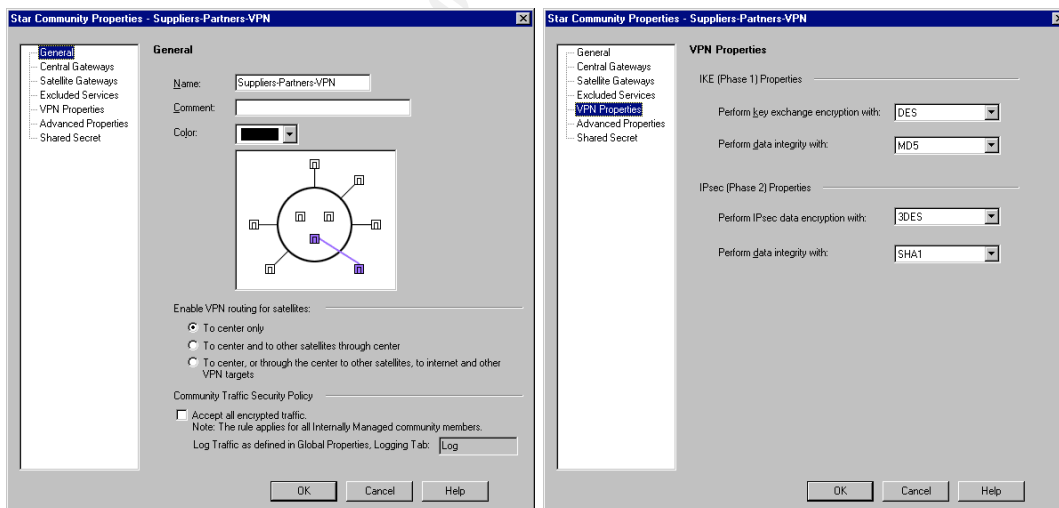 Star Community Properties - Suppliers-Partners-VPN
General
Central Gateways
Satellite Gateways
Excluded Services
VPN Properties
Advanced Properties
Shared Secret
General
Name: Suppliers-Partners-VPN
Comment:
Color:
Enable VPN routing for satellites:
To center only
To center and to other satellites through center
To center, or through the center to other satellites, to internet and other
VPN targets
Community Traffic Security Policy
Accept all encrypted traffic.
Note: The rule applies for all Internally Managed community members.
Log Traffic as defined in Global Properties, Logging Tab: Log
OK Cancel Help
Star Community Properties - Suppliers-Partners-VPN
General
Central Gateways
Satellite Gateways
Excluded Services
VPN Properties
Advanced Properties
Shared Secret
VPN Properties
IKE (Phase 1) Properties
Perform key exchange encryption with: DES
Perform data integrity with: MD5
IPsec (Phase 2) Properties
Perform IPsec data encryption with: 3DES
Perform data integrity with: SHA1
OK Cancel Help